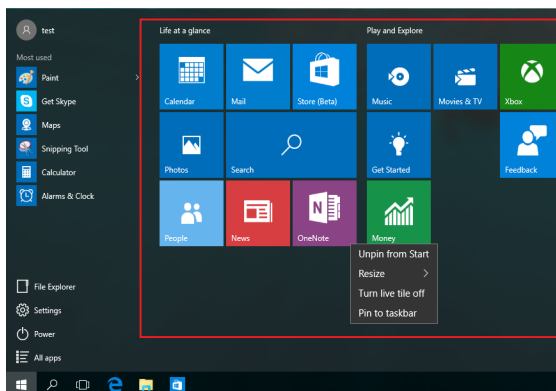 test
Most used
Paint
Get Skype
Maps
Snipping Tool
Calculator
Alarms & Clock
File Explorer
Settings
Power
All apps
Life at a glance
Calendar
Mail
Store (Beta)
Photos
Search
People
News
OneNote
Play and Explore
Music
Movies & TV
Xbox
Get Started
Feedback
Money
Unpin from Start
Resize
Turn live tile off
Pin to taskbar